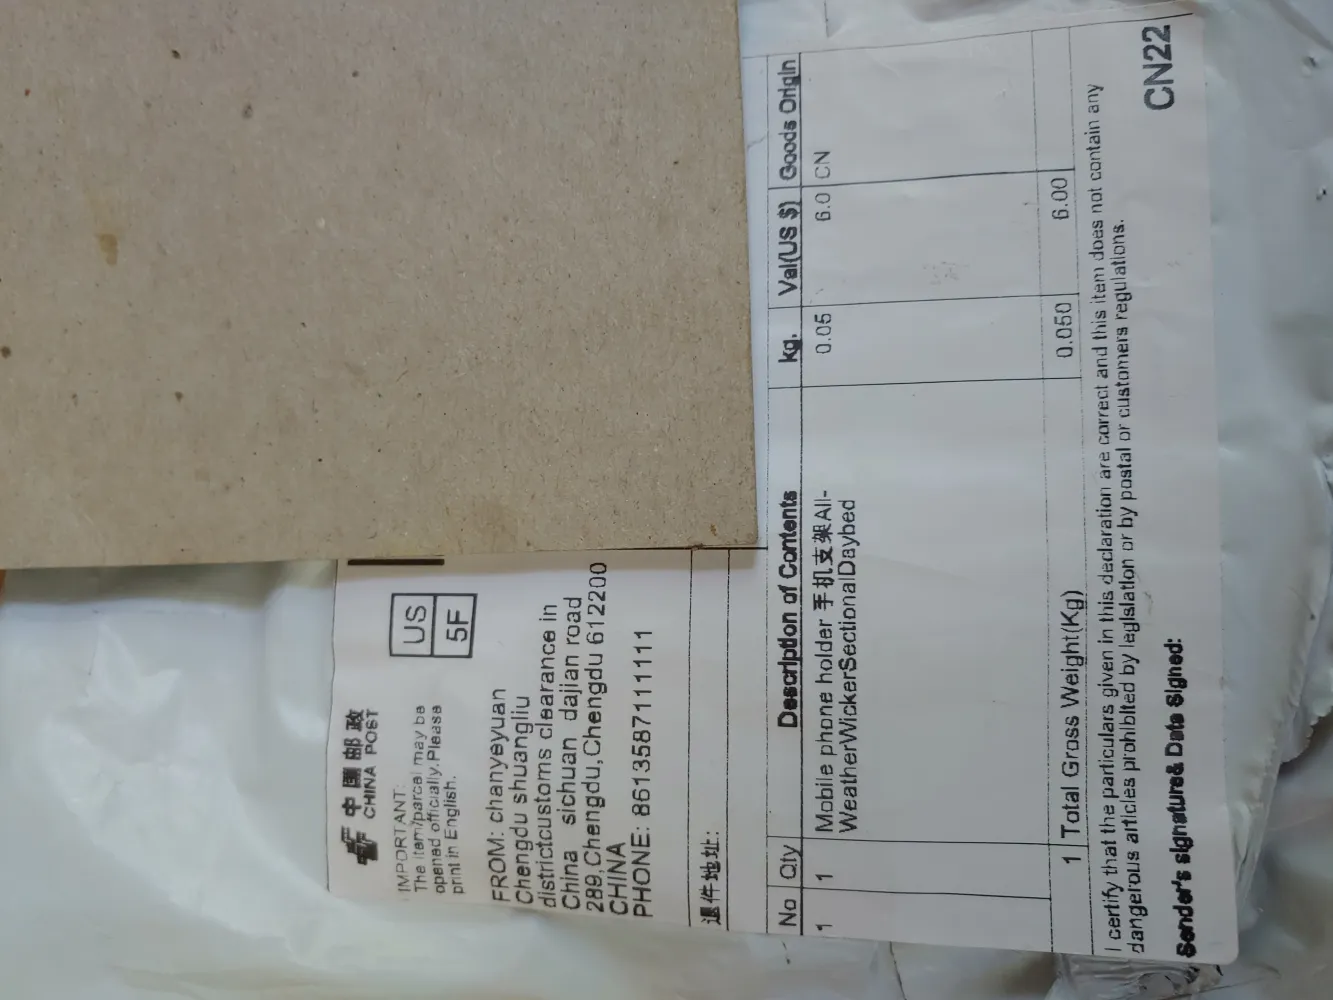 中國郵政
CHINA POST
US
5F
IMPORTANT:
The item/parcel may be
opened officially.Please
print in English.
FROM: chanyeyuan
Chengdu shuangliu
districtcustoms clearance in
China sichuan dajian road
289,Chengdu,Chengdu 612200
CHINA
PHONE: 8613587111111
退件地址:
No Qty Description of Contents kg. Val(US $) Goods Origin
1 1 Mobile phone holder 手机支架All- 0.05 6.0 CN
WeatherWickerSectionalDaybed
1 Total Gross Weight(Kg) 0.050 6.00
I certify that the particulars given in this declaration are correct and this item does not contain any
dangerous articles prohibited by legislation or by postal or customers regulations.
Sender's signature& Date Signed:
CN22